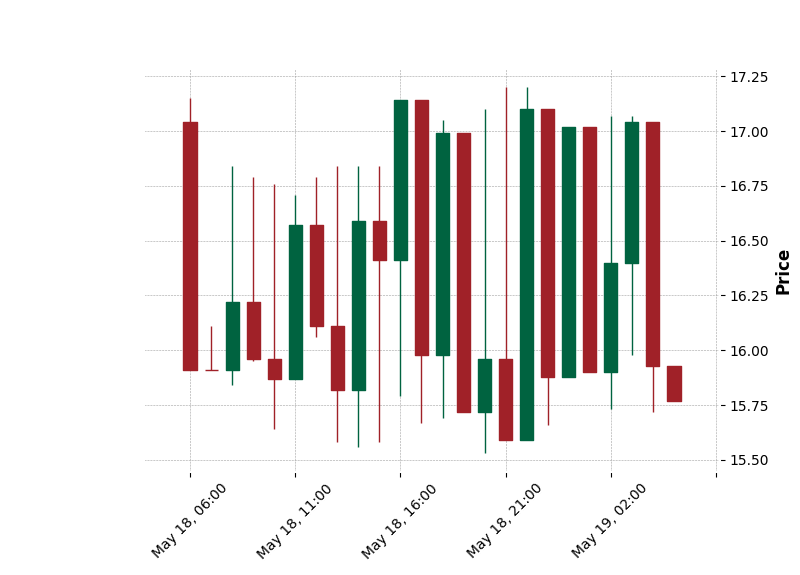 17.25
17.00
16.75
16.50
16.25
16.00
15.75
15.50
Price
May 18, 06:00
May 18, 11:00
May 18, 16:00
May 18, 21:00
May 19, 02:00